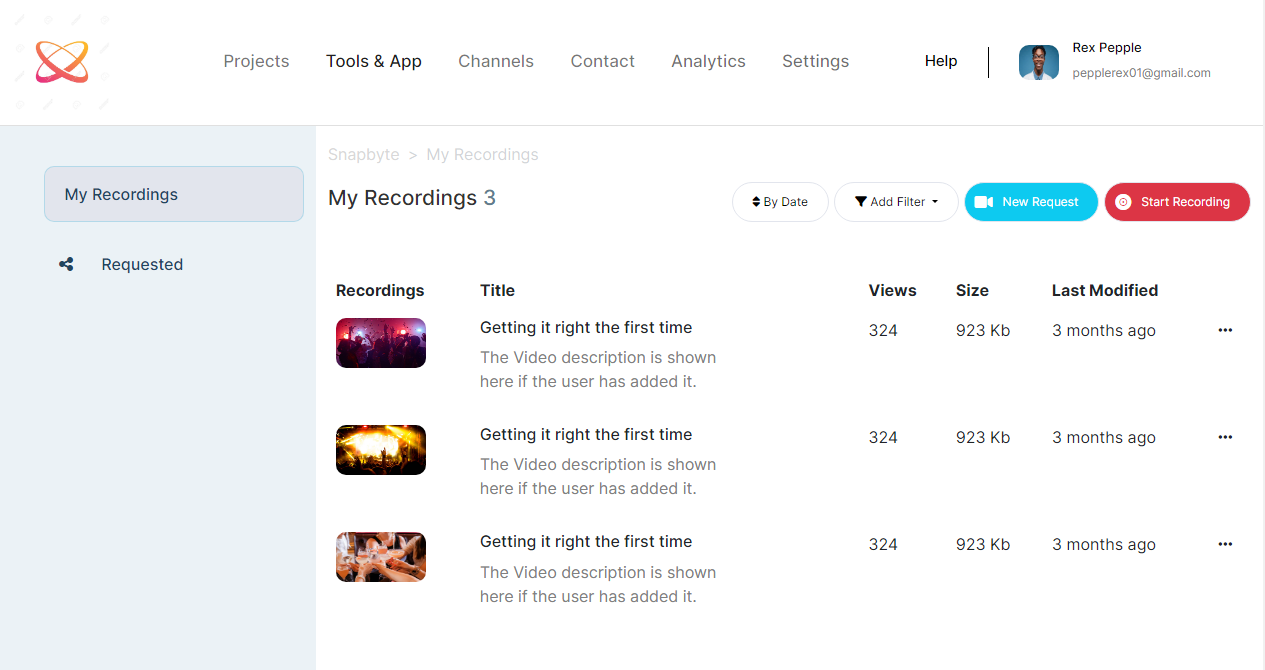 Projects Tools & App Channels Contact Analytics Settings Help
Rex Pepple
pepplerex01@gmail.com
My Recordings
Requested
Snapbyte > My Recordings
My Recordings 3
By Date Add Filter New Request Start Recording
Recordings Title Views Size Last Modified
Getting it right the first time 324 923 Kb 3 months ago
The Video description is shown
here if the user has added it.
Getting it right the first time 324 923 Kb 3 months ago
The Video description is shown
here if the user has added it.
Getting it right the first time 324 923 Kb 3 months ago
The Video description is shown
here if the user has added it.